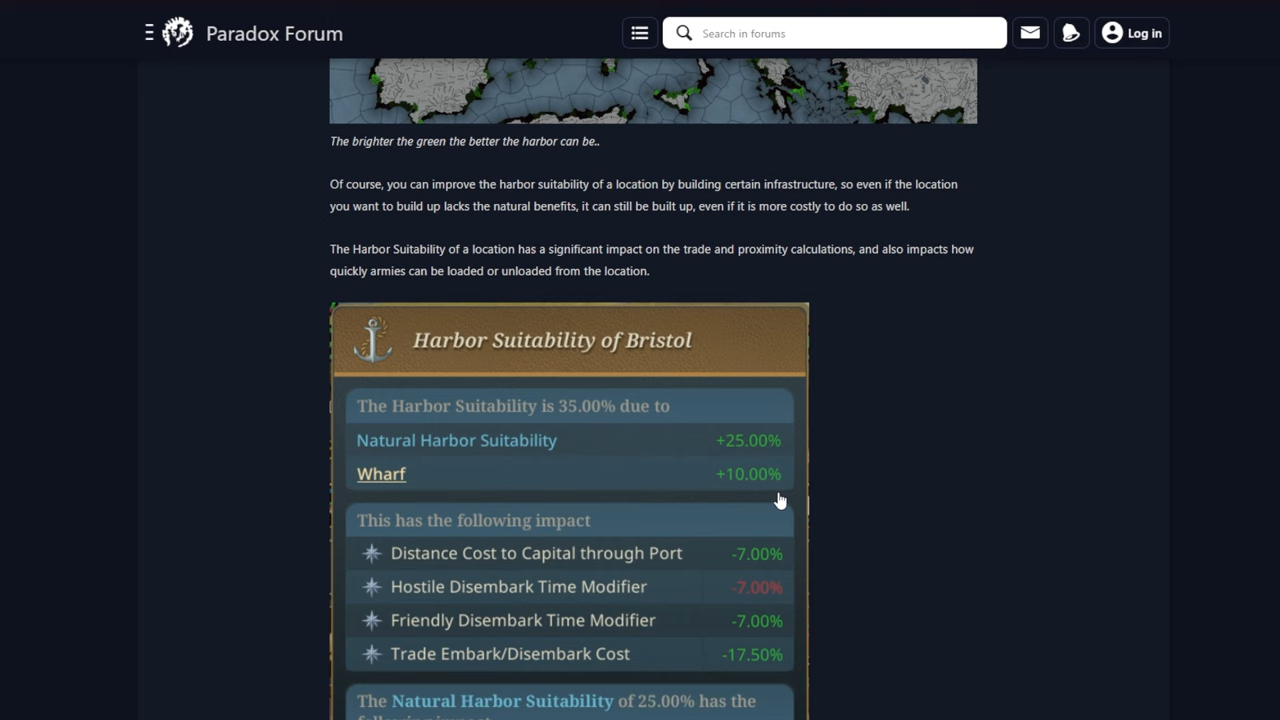 Paradox Forum
Search in forums
Log in
The brighter the green the better the harbor can be..
Of course, you can improve the harbor suitability of a location by building certain infrastructure, so even if the location
you want to build up lacks the natural benefits, it can still be built up, even if it is more costly to do so as well.
The Harbor Suitability of a location has a significant impact on the trade and proximity calculations, and also impacts how
quickly armies can be loaded or unloaded from the location.
Harbor Suitability of Bristol
The Harbor Suitability is 35.00% due to
Natural Harbor Suitability +25.00%
Wharf +10.00%
This has the following impact
Distance Cost to Capital through Port -7.00%
Hostile Disembark Time Modifier -7.00%
Friendly Disembark Time Modifier -7.00%
Trade Embark/Disembark Cost -17.50%
The Natural Harbor Suitability of 25.00% has the
following impact